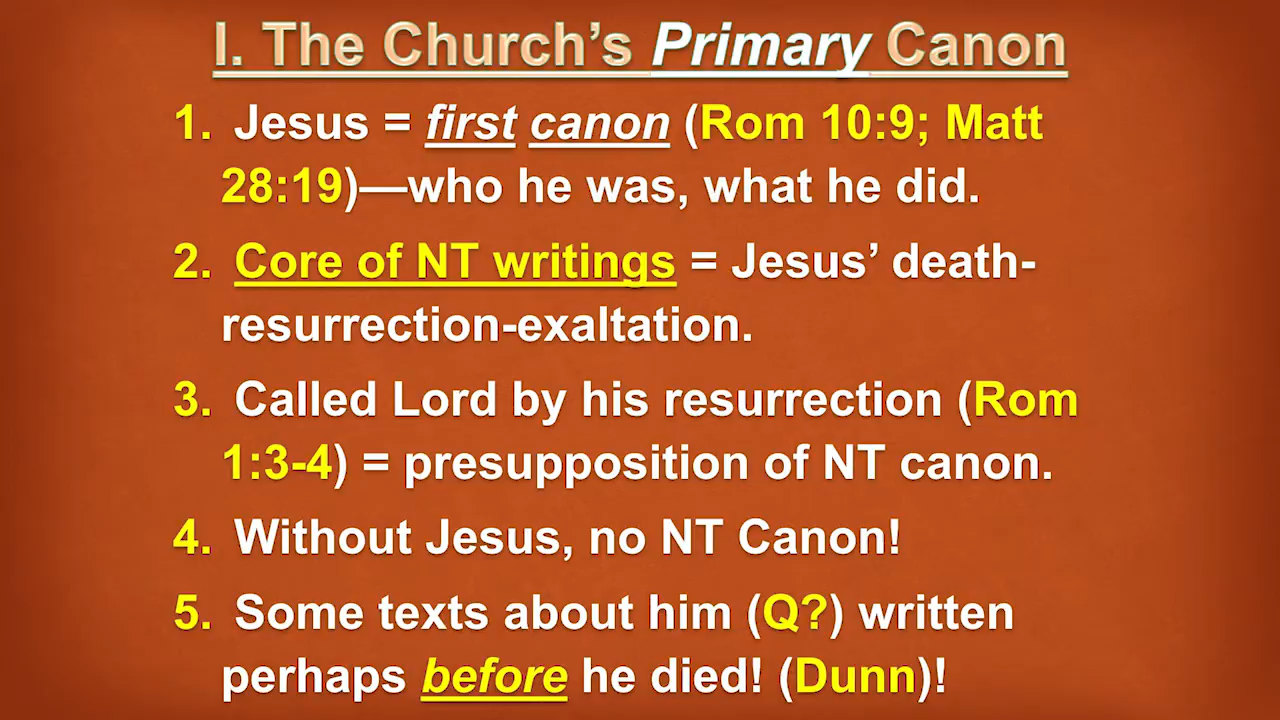 I. The Church’s Primary Canon
1. Jesus = first canon (Rom 10:9; Matt
28:19)—who he was, what he did.
2. Core of NT writings = Jesus’ death-
resurrection-exaltation.
3. Called Lord by his resurrection (Rom
1:3-4) = presupposition of NT canon.
4. Without Jesus, no NT Canon!
5. Some texts about him (Q?) written
perhaps before he died! (Dunn)!